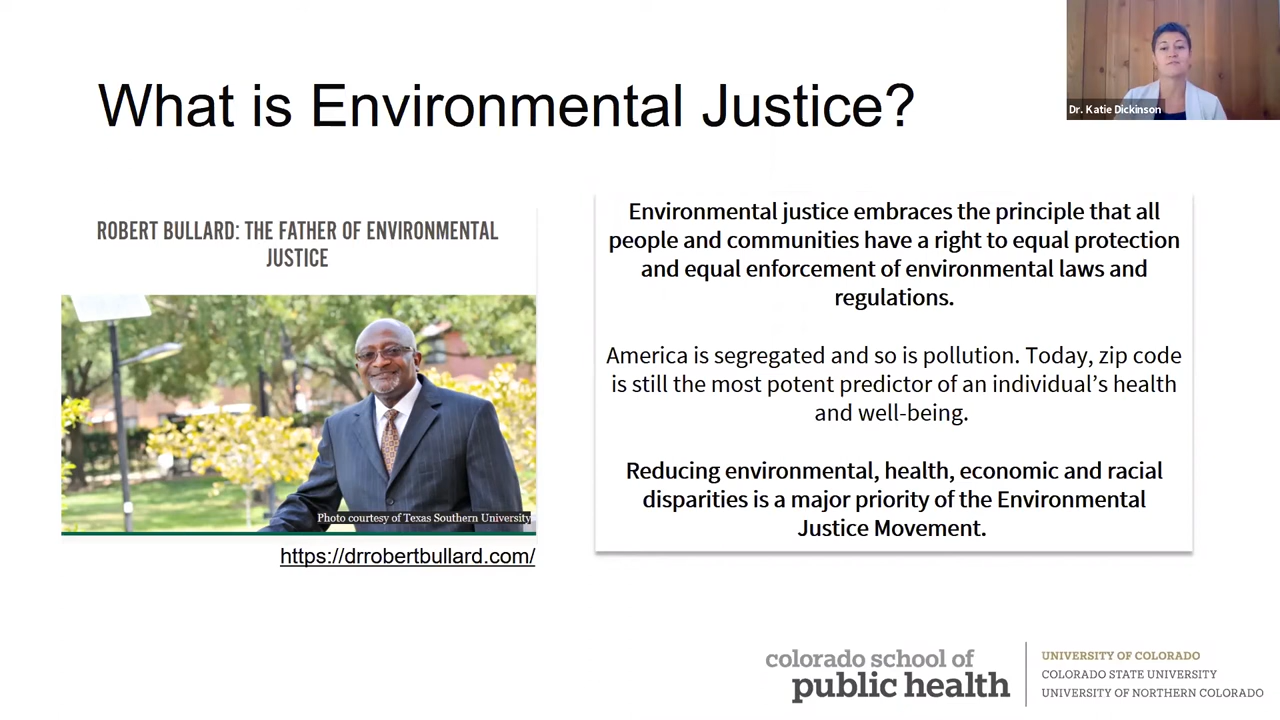 What is Environmental Justice?
Dr. Katie Dickinson
ROBERT BULLARD: THE FATHER OF ENVIRONMENTAL
JUSTICE
Photo courtesy of Texas Southern University
https://drrobertbullard.com/
Environmental justice embraces the principle that all
people and communities have a right to equal protection
and equal enforcement of environmental laws and
regulations.
America is segregated and so is pollution. Today, zip code
is still the most potent predictor of an individual’s health
and well-being.
Reducing environmental, health, economic and racial
disparities is a major priority of the Environmental
Justice Movement.
colorado school of
public health
UNIVERSITY OF COLORADO
COLORADO STATE UNIVERSITY
UNIVERSITY OF NORTHERN COLORADO